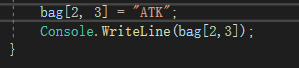 bag[2, 3] = "ATK";
Console.WriteLine(bag[2,3]);
}